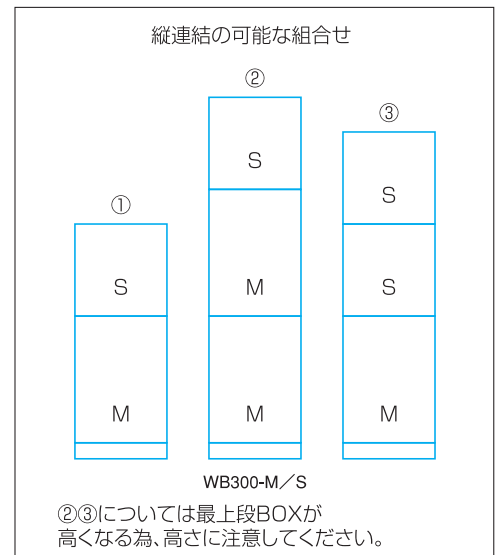 縦連結の可能な組合せ
②
③
①
S
S
S
M
S
M
M
M
WB300-M／S
②③については最上段BOXが
高くなる為、高さに注意してください。